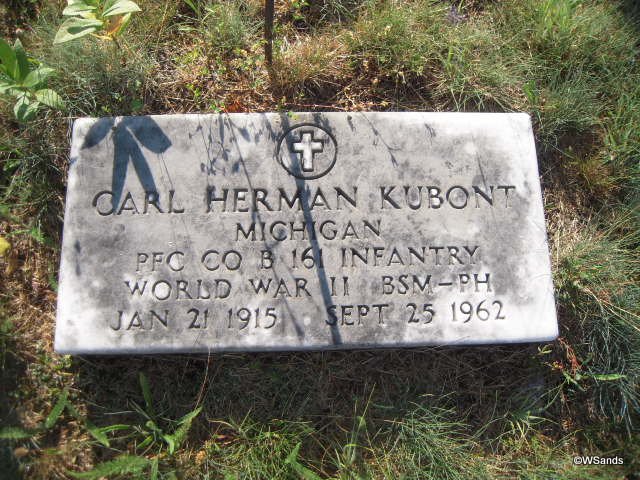 CARL HERMAN KUBONT
MICHIGAN
PFC CO B 161 INFANTRY
WORLD WAR II BSM-PH
JAN 21 1915 SEPT 25 1962
©WSands